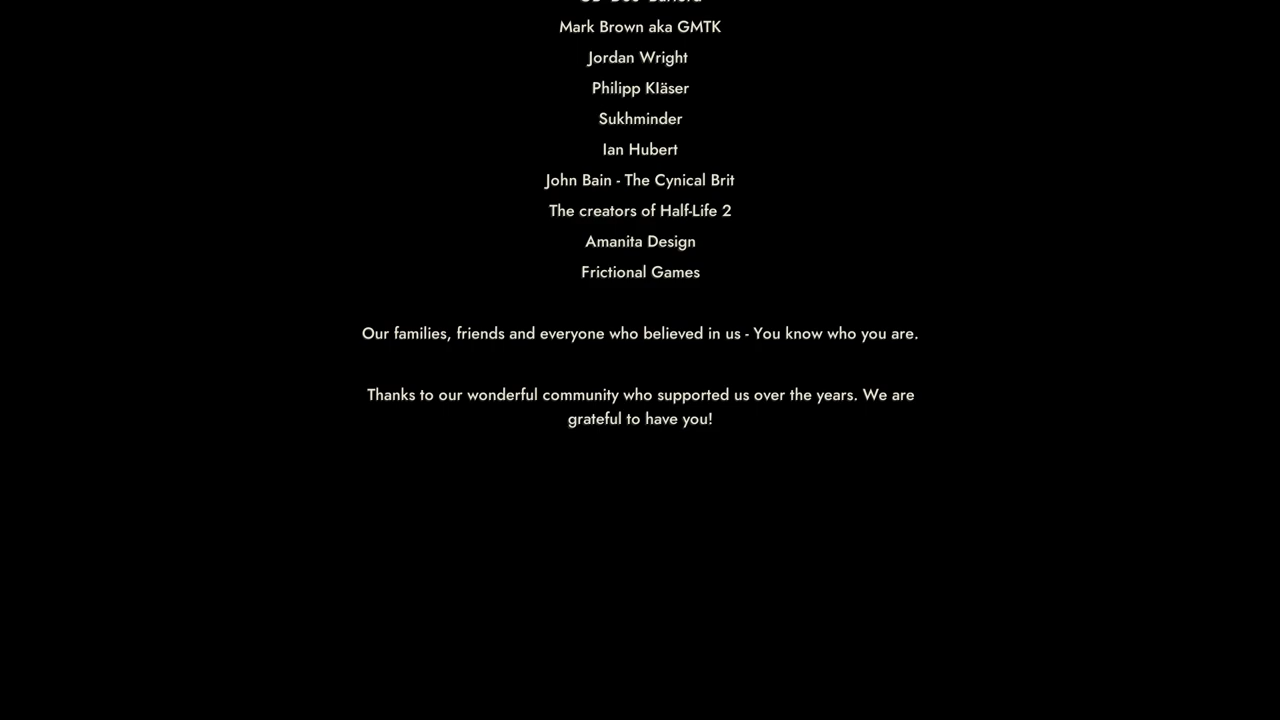 Mark Brown aka GMTK
Jordan Wright
Philipp Kläser
Sukhminder
Ian Hubert
John Bain - The Cynical Brit
The creators of Half-Life 2
Amanita Design
Frictional Games
Our families, friends and everyone who believed in us - You know who you are.
Thanks to our wonderful community who supported us over the years. We are
grateful to have you!